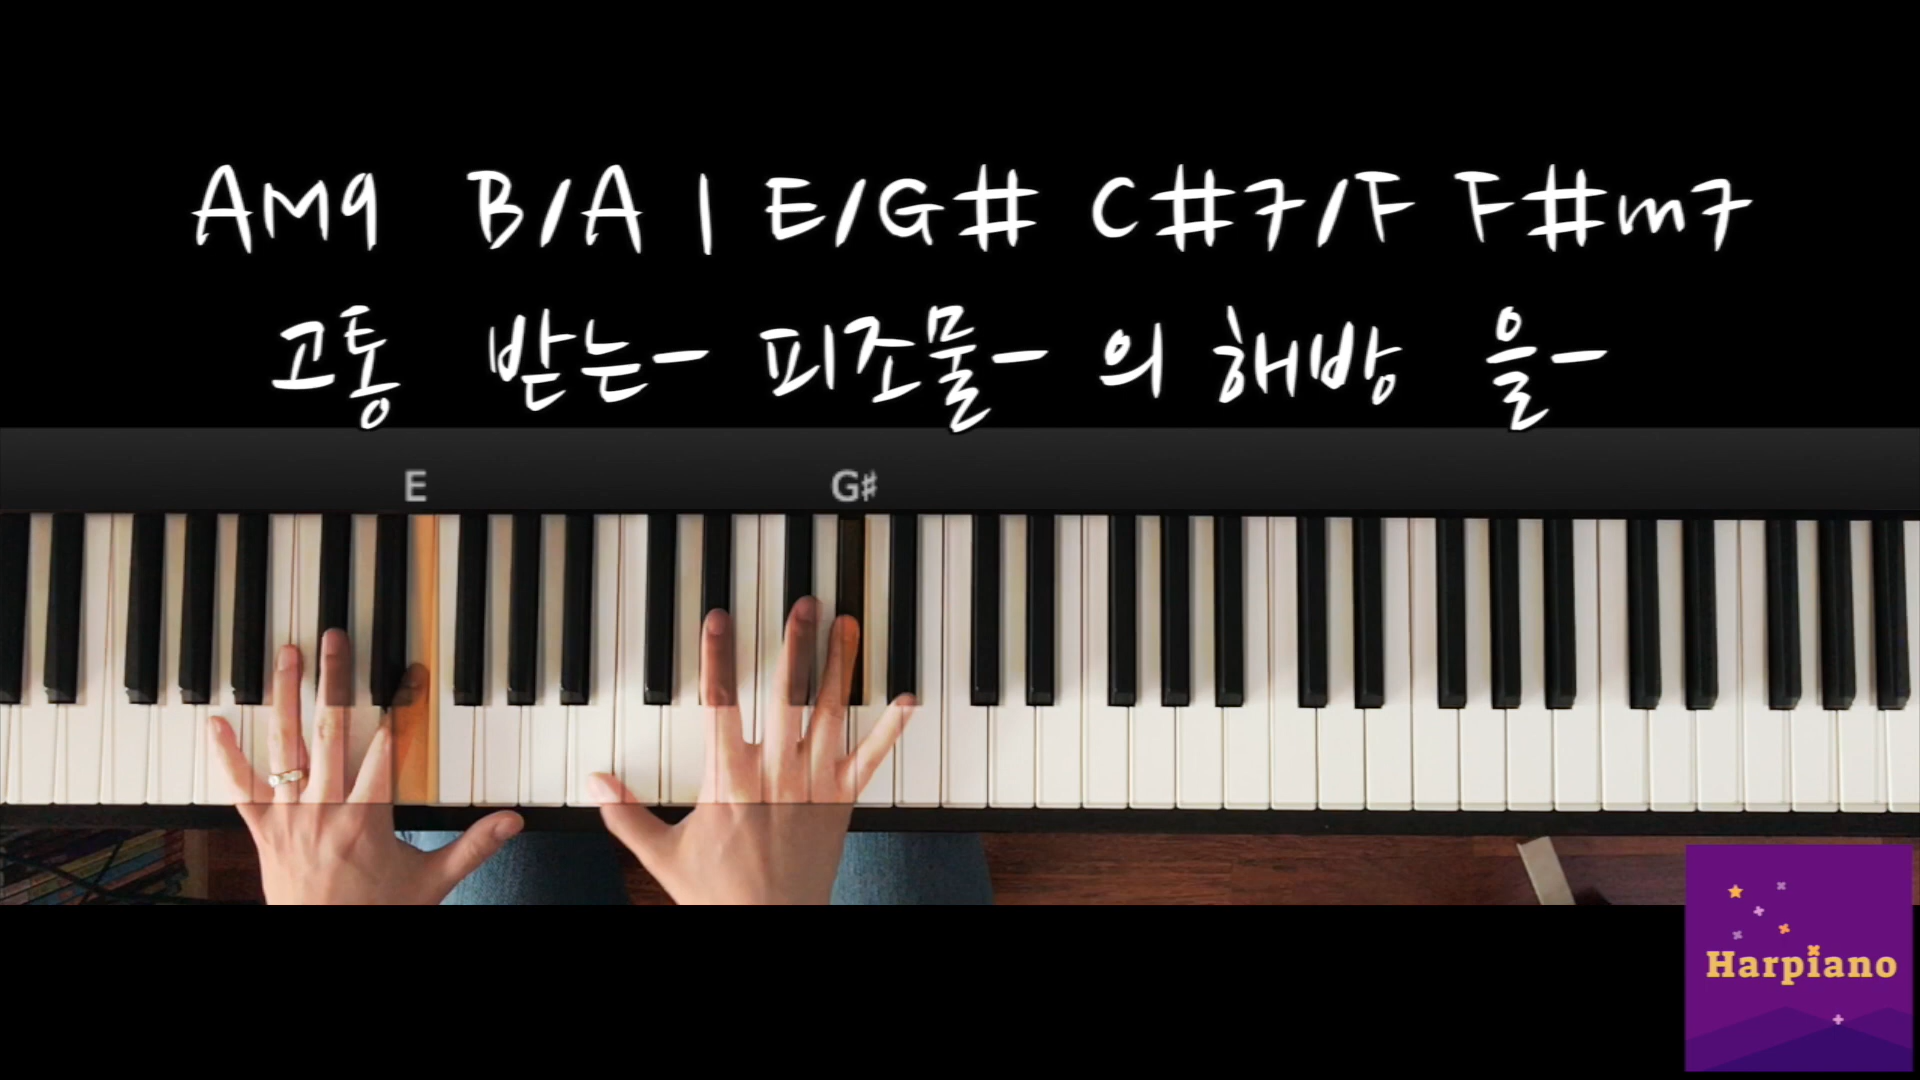 AM9 B/A | E/G# C#7/F F#m7
고통 받는- 피조물- 의 해방 을-
E G♯
Harpiano